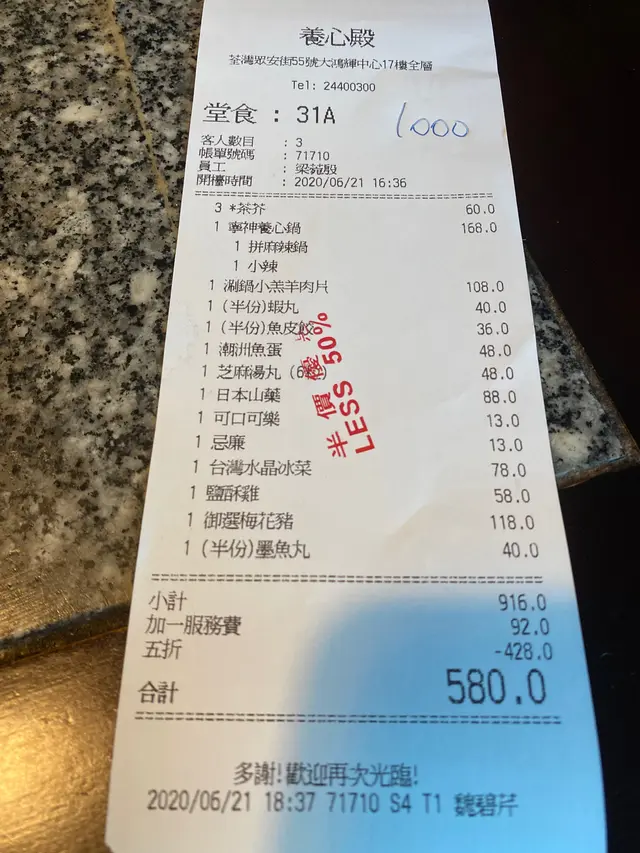 養心殿
荃灣眾安街55號大鴻輝中心17樓全層
Tel: 24400300
堂食 : 31A
1000
客人數目 : 3
帳單號碼 : 71710
員工 : 梁菀殷
開檯時間 : 2020/06/21 16:36
3 *茶芥 60.0
1 寧神養心鍋 168.0
1 拼麻辣鍋
1 小辣
1 涮鍋小羔羊肉片 108.0
1 (半份)蝦丸 40.0
1 (半份)魚皮餃 36.0
1 潮洲魚蛋 48.0
1 芝麻湯丸 (6粒) 48.0
1 日本山藥 88.0
1 可口可樂 13.0
1 忌廉 13.0
1 台灣水晶冰菜 78.0
1 鹽酥雞 58.0
1 御選梅花豬 118.0
1 (半份)墨魚丸 40.0
半價優惠
LESS 50%
小計 916.0
加一服務費 92.0
五折 -428.0
合計 580.0
多謝!歡迎再次光臨!
2020/06/21 18:37 71710 S4 T1 魏碧芹